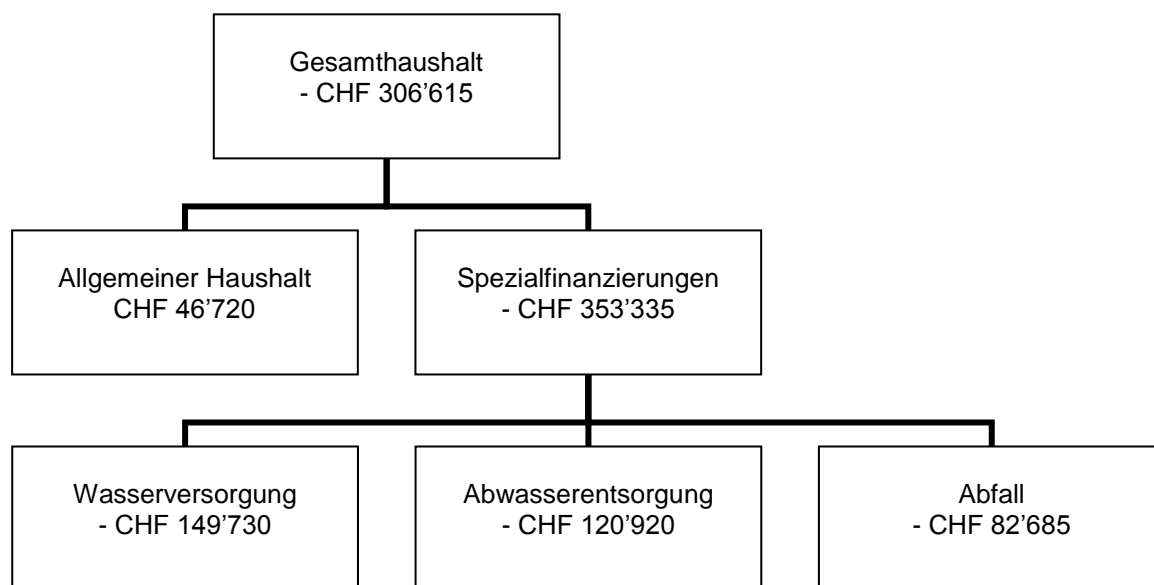 Gesamthaushalt
- CHF 306’615
Allgemeiner Haushalt
CHF 46’720
Spezialfinanzierungen
- CHF 353’335
Wasserversorgung
- CHF 149’730
Abwasserentsorgung
- CHF 120’920
Abfall
- CHF 82’685